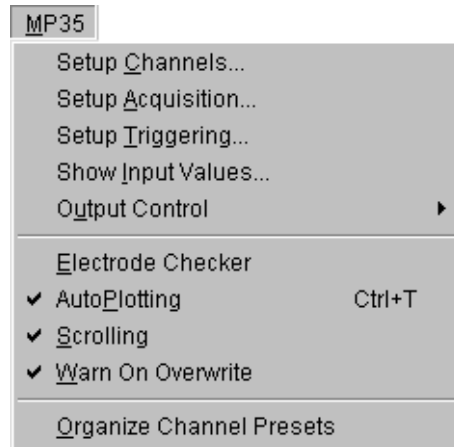 MP35
Setup Channels...
Setup Acquisition...
Setup Triggering...
Show Input Values...
Output Control
Electrode Checker
AutoPlotting Ctrl+T
Scrolling
Warn On Overwrite
Organize Channel Presets